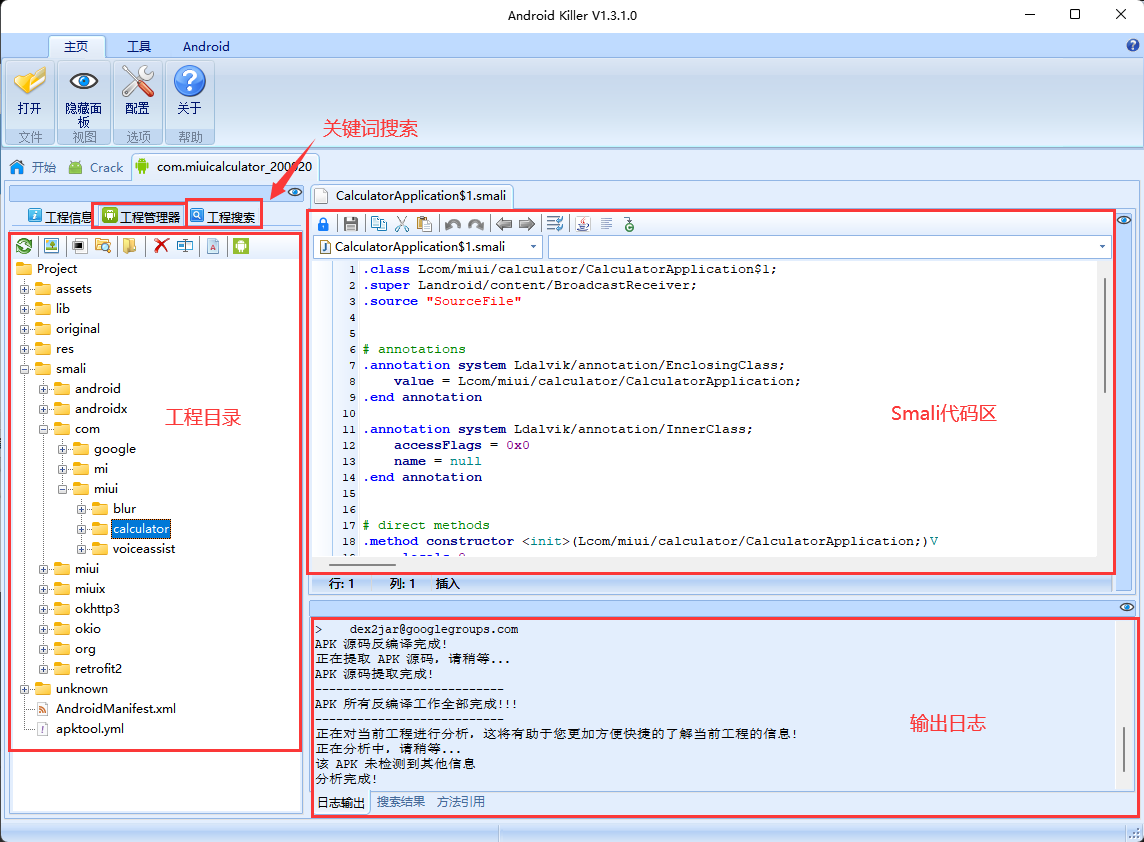 Android Killer V1.3.1.0
主页 工具 Android
打开 隐藏面板 配置 关于
文件 视图 选项 帮助
关键词搜索
开始 Crack com.miuicalculator_200920
工程信息 工程管理器 工程搜索
Project
assets
lib
original
res
smali
android
androidx
com
google
mi
miui
blur
calculator
voiceassist
miui
miuix
okhttp3
okio
org
retrofit2
unknown
AndroidManifest.xml
apktool.yml
工程目录
CalculatorApplication$1.smali
CalculatorApplication$1.smali
1 .class Lcom/miui/calculator/CalculatorApplication$1;
2 .super Landroid/content/BroadcastReceiver;
3 .source "SourceFile"
4
5
6 # annotations
7 .annotation system Ldalvik/annotation/EnclosingClass;
8 value = Lcom/miui/calculator/CalculatorApplication;
9 .end annotation
10
11 .annotation system Ldalvik/annotation/InnerClass;
12 accessFlags = 0x0
13 name = null
14 .end annotation
15
16
17 # direct methods
18 .method constructor <init>(Lcom/miui/calculator/CalculatorApplication;)V
Smali代码区
行: 1 列: 1 插入
> dex2jar@googlegroups.com
APK 源码反编译完成!
正在提取 APK 源码，请稍等...
APK 源码提取完成!
---------------------------
APK 所有反编译工作全部完成!!!
---------------------------
正在对当前工程进行分析，这将有助于您更加方便快捷的了解当前工程的信息!
正在分析中，请稍等...
该 APK 未检测到其他信息
分析完成!
输出日志
日志输出 搜索结果 方法引用